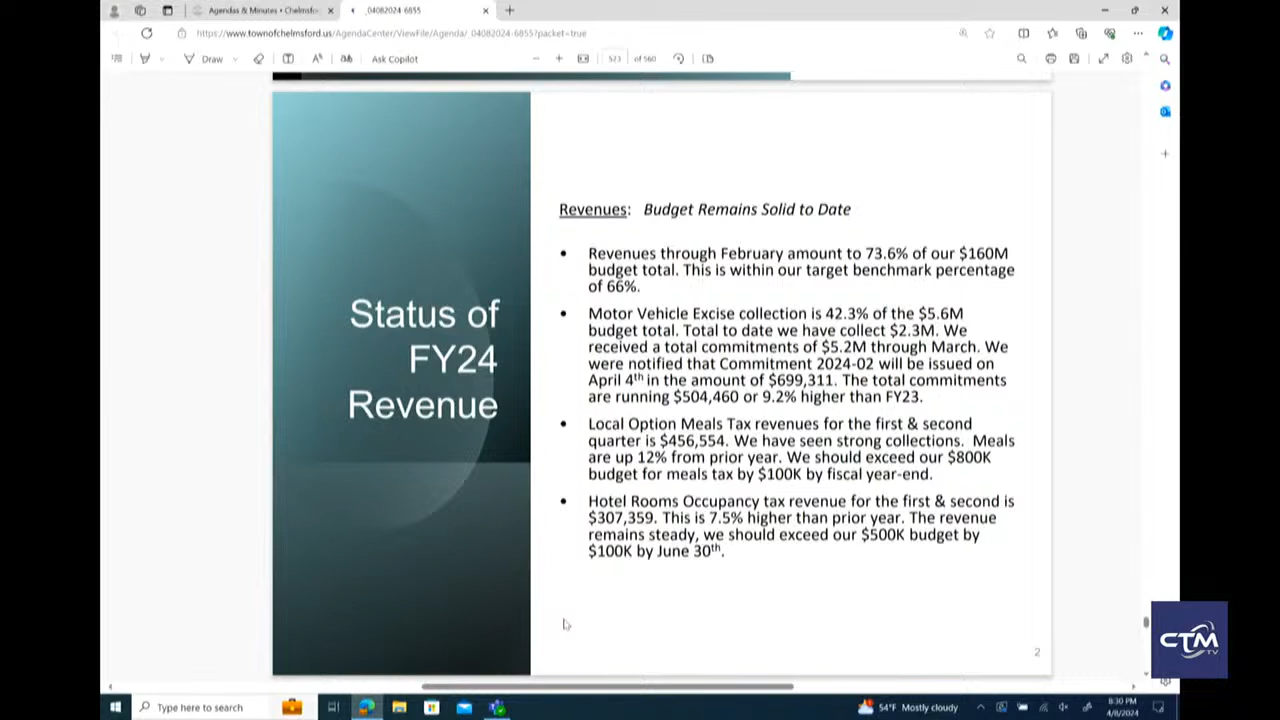 Agendas & Minutes • Chelmsfor
_04082024-6855
https://www.townofchelmsford.us/AgendaCenter/ViewFile/Agenda/_04082024-6855?packet=true
Draw
Ask Copilot
523 of 560
Status of
FY24
Revenue
Revenues: Budget Remains Solid to Date
• Revenues through February amount to 73.6% of our $160M
budget total. This is within our target benchmark percentage
of 66%.
• Motor Vehicle Excise collection is 42.3% of the $5.6M
budget total. Total to date we have collect $2.3M. We
received a total commitments of $5.2M through March. We
were notified that Commitment 2024-02 will be issued on
April 4th in the amount of $699,311. The total commitments
are running $504,460 or 9.2% higher than FY23.
• Local Option Meals Tax revenues for the first & second
quarter is $456,554. We have seen strong collections. Meals
are up 12% from prior year. We should exceed our $800K
budget for meals tax by $100K by fiscal year-end.
• Hotel Rooms Occupancy tax revenue for the first & second is
$307,359. This is 7.5% higher than prior year. The revenue
remains steady, we should exceed our $500K budget by
$100K by June 30th.
2
CTM
TV
Type here to search
54°F Mostly cloudy
8:30 PM
4/8/2024